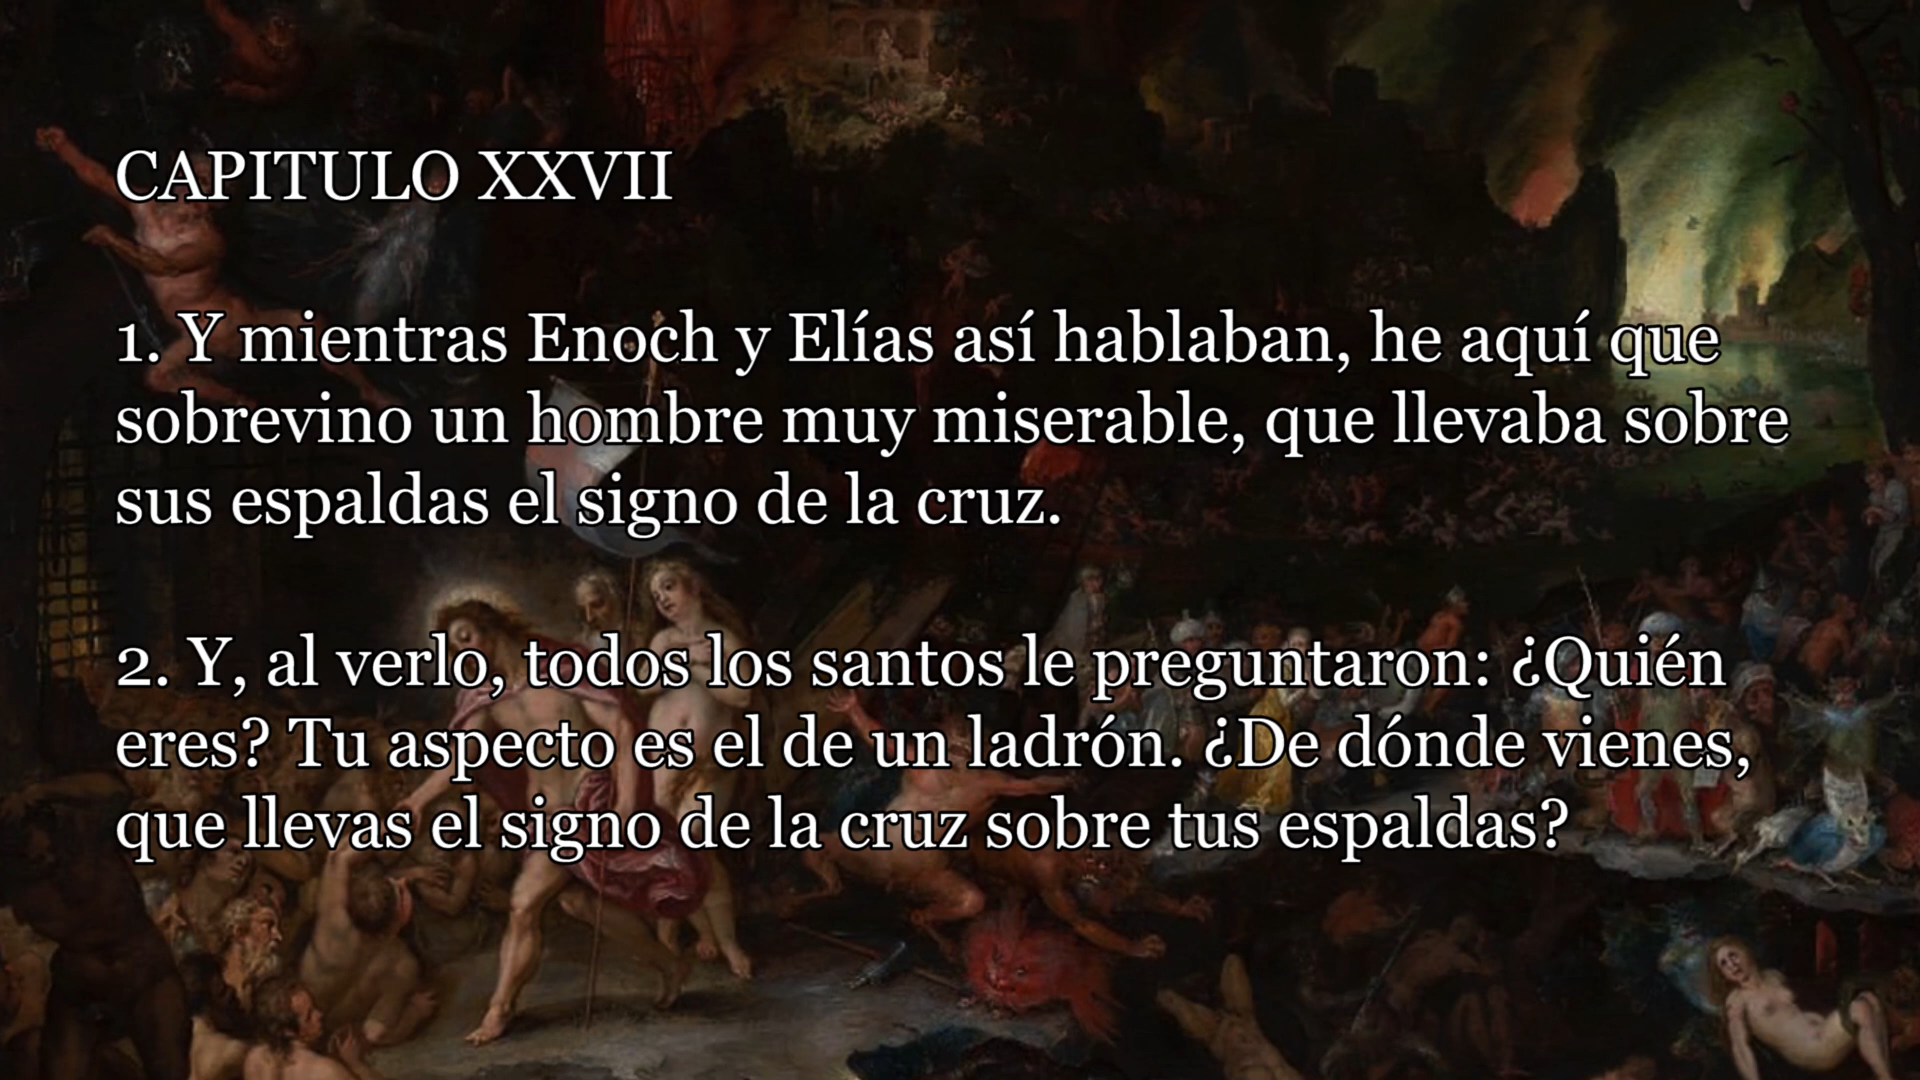 CAPITULO XXVII
1. Y mientras Enoch y Elías así hablaban, he aquí que
sobrevino un hombre muy miserable, que llevaba sobre
sus espaldas el signo de la cruz.
2. Y, al verlo, todos los santos le preguntaron: ¿Quién
eres? Tu aspecto es el de un ladrón. ¿De dónde vienes,
que llevas el signo de la cruz sobre tus espaldas?